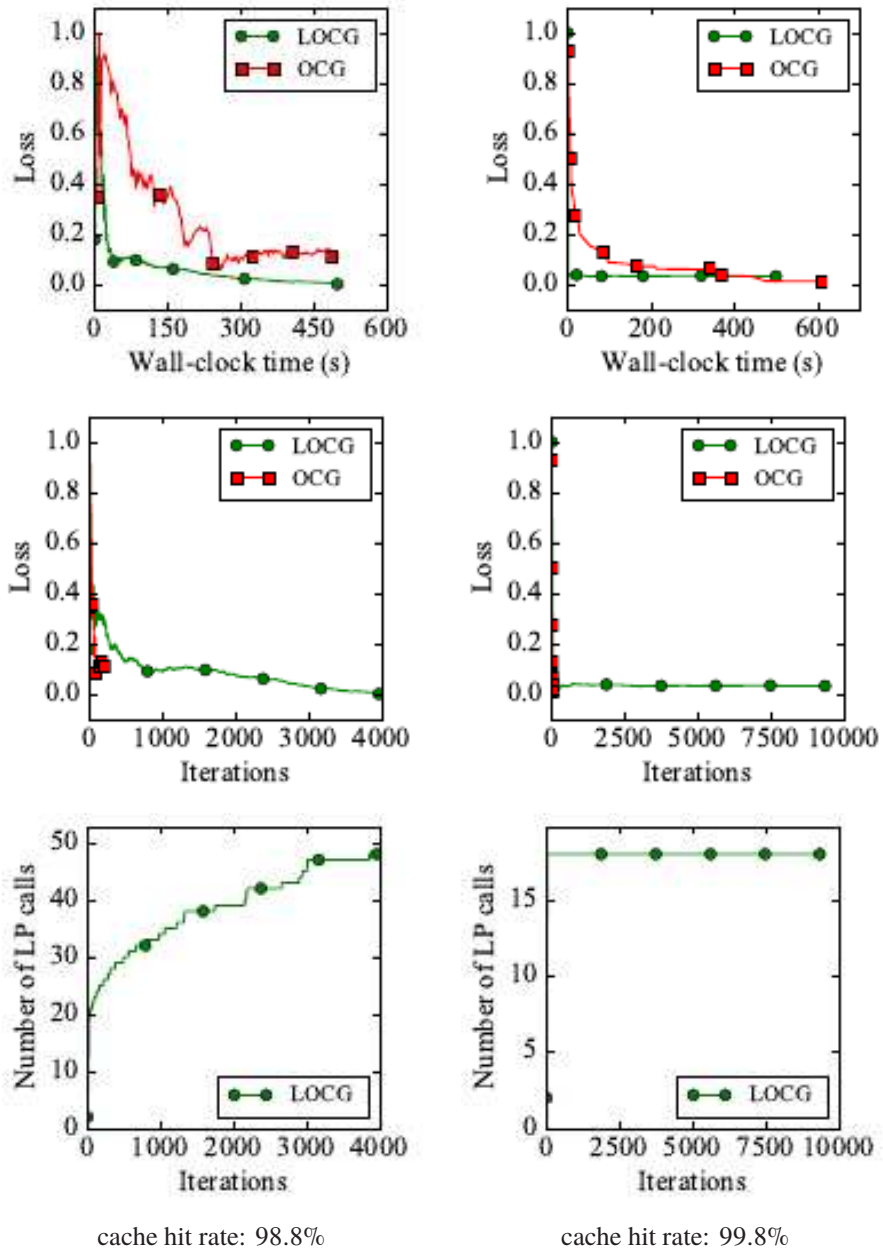 1.0
0.8
0.6
0.4
0.2
0.0
Loss
LOCG
OCG
0 150 300 450 600
Wall-clock time (s)
1.0
0.8
0.6
0.4
0.2
0.0
Loss
LOCG
OCG
0 200 400 600
Wall-clock time (s)
1.0
0.8
0.6
0.4
0.2
0.0
Loss
LOCG
OCG
0 1000 2000 3000 4000
Iterations
1.0
0.8
0.6
0.4
0.2
0.0
Loss
LOCG
OCG
0 2500 5000 7500 10000
Iterations
50
40
30
20
10
0
Number of LP calls
LOCG
0 1000 2000 3000 4000
Iterations
15
10
5
0
Number of LP calls
LOCG
0 2500 5000 7500 10000
Iterations
cache hit rate: 98.8%
cache hit rate: 99.8%